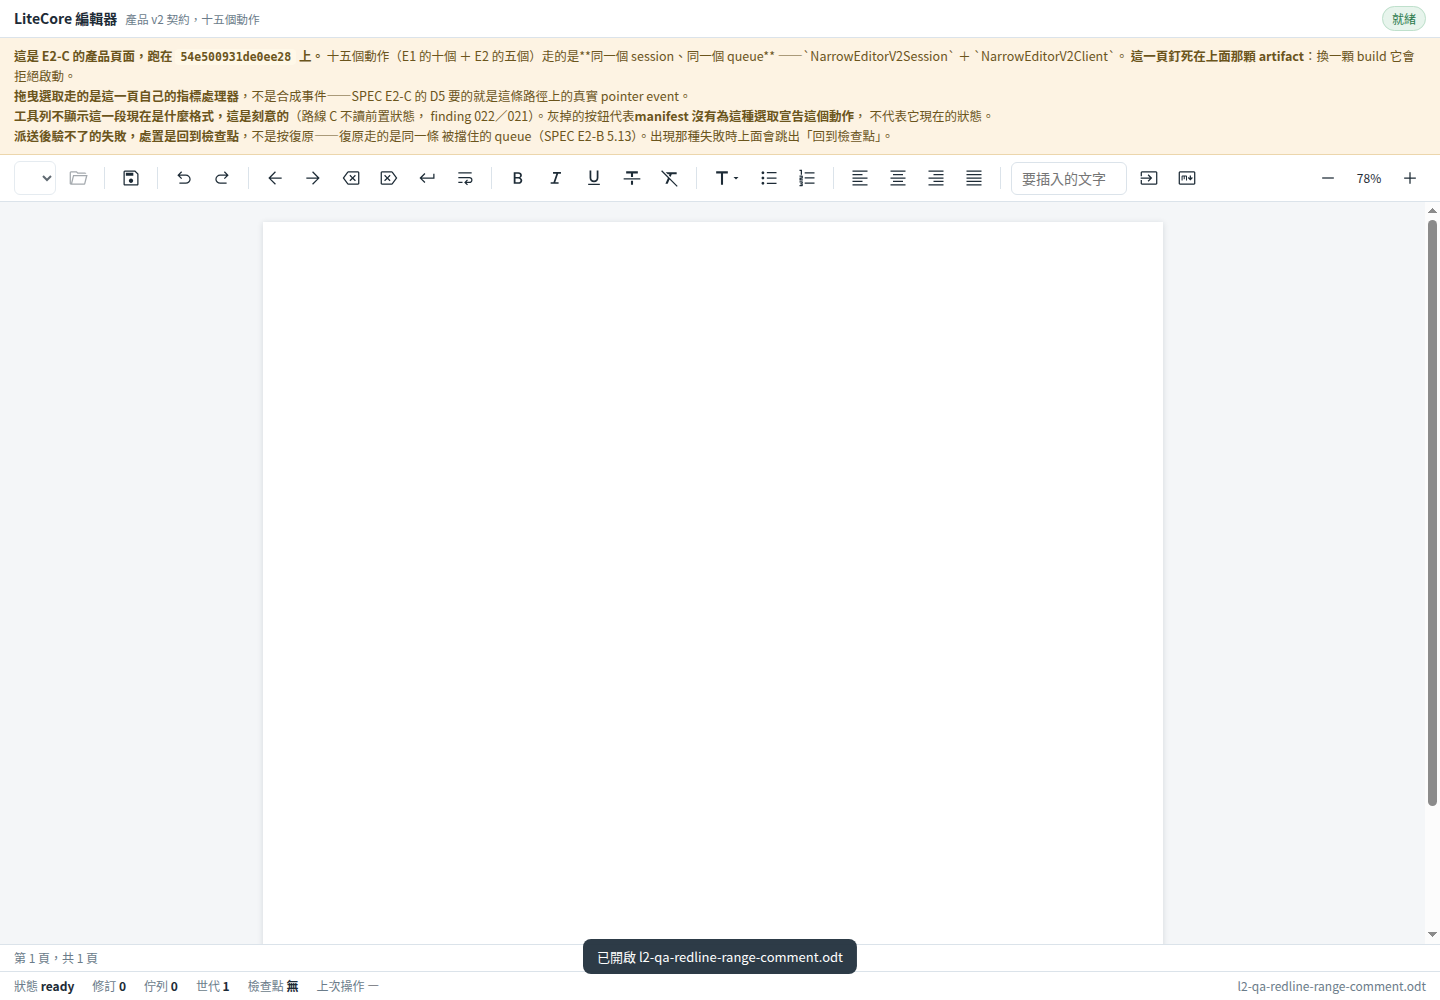 LiteCore 編輯器 產品 v2 契約，十五個動作 就緒
這是 E2-C 的產品頁面，跑在 54e500931de0ee28 上。 十五個動作（E1 的十個 ＋ E2 的五個）走的是**同一個 session、同一個 queue** ——`NarrowEditorV2Session` ＋ `NarrowEditorV2Client`。 這一頁釘死在上面那顆 artifact：換一顆 build 它會
拒絕啟動。
拖曳選取走的是這一頁自己的指標處理器，不是合成事件——SPEC E2-C 的 D5 要的就是這條路徑上的真實 pointer event。
工具列不顯示這一段現在是什麼格式，這是刻意的（路線 C 不讀前置狀態， finding 022／021）。灰掉的按鈕代表manifest 沒有為這種選取宣告這個動作， 不代表它現在的狀態。
派送後驗不了的失敗，處置是回到檢查點，不是按復原——復原走的是同一條 被擋住的 queue（SPEC E2-B 5.13）。出現那種失敗時上面會跳出「回到檢查點」。
要插入的文字 78%
第 1 頁，共 1 頁
已開啟 l2-qa-redline-range-comment.odt
狀態 ready 修訂 0 佇列 0 世代 1 檢查點 無 上次操作 — l2-qa-redline-range-comment.odt